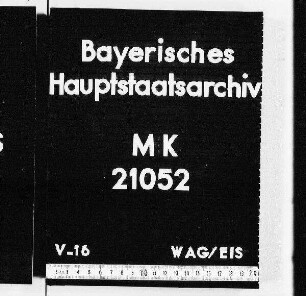 Bayerisches
Hauptstaatsarchiv
MK
21052
V-16 WAG/EIS